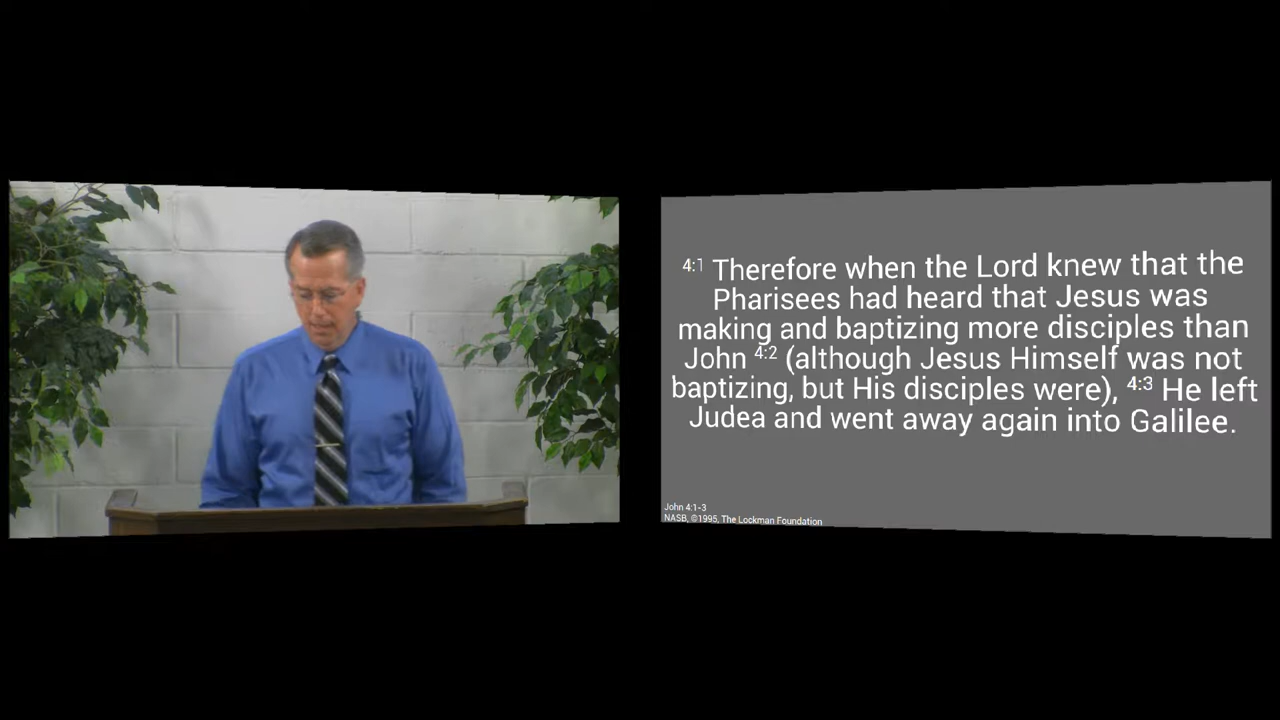 4:1 Therefore when the Lord knew that the
Pharisees had heard that Jesus was
making and baptizing more disciples than
John 4:2 (although Jesus Himself was not
baptizing, but His disciples were), 4:3 He left
Judea and went away again into Galilee.
John 4:1-3
NASB, ©1995, The Lockman Foundation